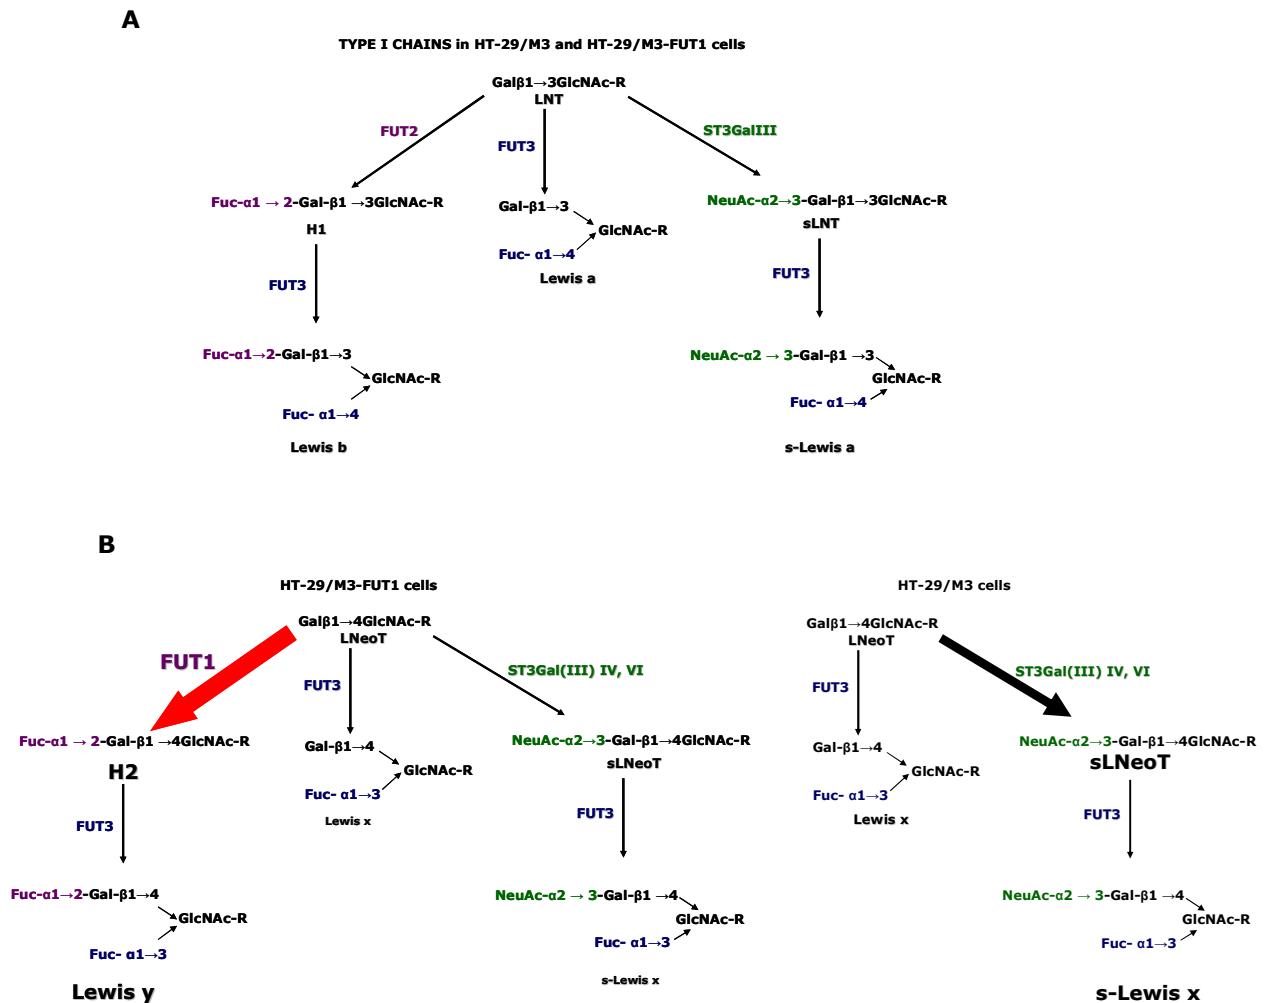 A
TYPE I CHAINS in HT-29/M3 and HT-29/M3-FUT1 cells
Galβ1→3GlcNAc-R
LNT
FUT2
FUT3
ST3GalIII
Fuc-α1 → 2-Gal-β1 →3GlcNAc-R
H1
Gal-β1→3
GlcNAc-R
Fuc- α1→4
Lewis a
NeuAc-α2→3-Gal-β1→3GlcNAc-R
sLNT
FUT3
FUT3
Fuc-α1→2-Gal-β1→3
GlcNAc-R
Fuc- α1→4
Lewis b
NeuAc-α2 → 3-Gal-β1 →3
GlcNAc-R
Fuc- α1→4
s-Lewis a
B
HT-29/M3-FUT1 cells
Galβ1→4GlcNAc-R
LNeoT
FUT1
FUT3
ST3Gal(III) IV, VI
Fuc-α1 → 2-Gal-β1 →4GlcNAc-R
H2
Gal-β1→4
GlcNAc-R
Fuc- α1→3
Lewis x
NeuAc-α2→3-Gal-β1→4GlcNAc-R
sLNeoT
FUT3
FUT3
Fuc-α1→2-Gal-β1→4
GlcNAc-R
Fuc- α1→3
Lewis y
NeuAc-α2 → 3-Gal-β1 →4
GlcNAc-R
Fuc- α1→3
s-Lewis x
HT-29/M3 cells
Galβ1→4GlcNAc-R
LNeoT
FUT3
ST3Gal(III) IV, VI
Gal-β1→4
GlcNAc-R
Fuc- α1→3
Lewis x
NeuAc-α2→3-Gal-β1→4GlcNAc-R
sLNeoT
FUT3
NeuAc-α2 → 3-Gal-β1 →4
GlcNAc-R
Fuc- α1→3
s-Lewis x